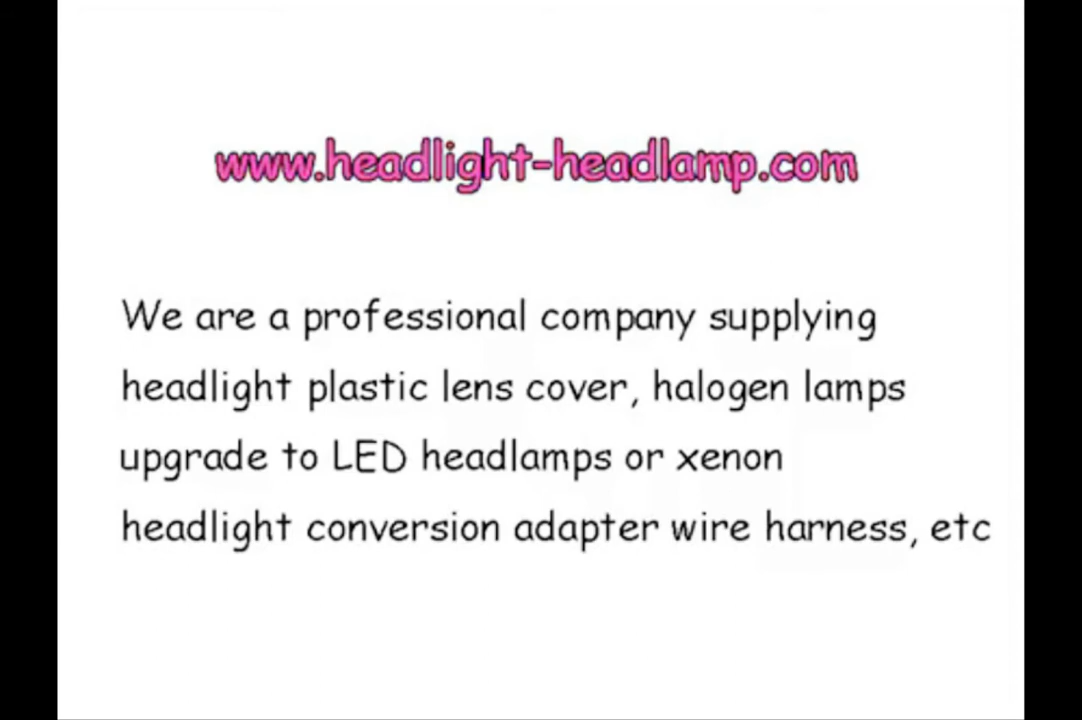 www.headlight-headlamp.com
We are a professional company supplying
headlight plastic lens cover, halogen lamps
upgrade to LED headlamps or xenon
headlight conversion adapter wire harness, etc